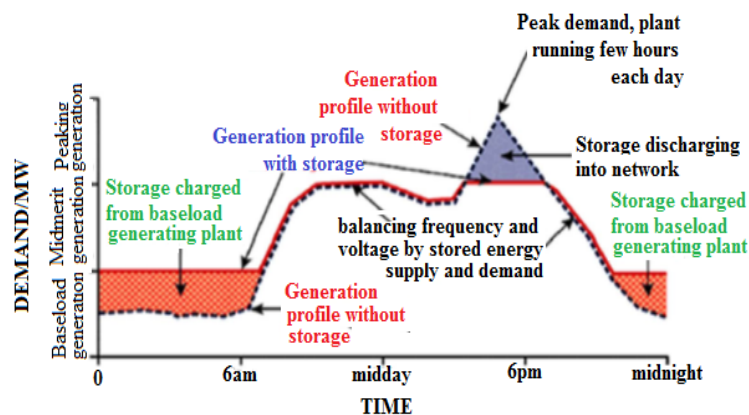 Peak demand, plant
running few hours
each day
Generation
profile without
storage
Generation profile
with storage
Storage discharging
into network
Storage charged
from baseload
generating plant
Storage charged
from baseload
generating plant
balancing frequency and
voltage by stored energy
supply and demand
Generation
profile without
storage
DEMAND/MW
Peaking
generation
Midmerit
generation
Baseload
generation
0
6am
midday
6pm
midnight
TIME